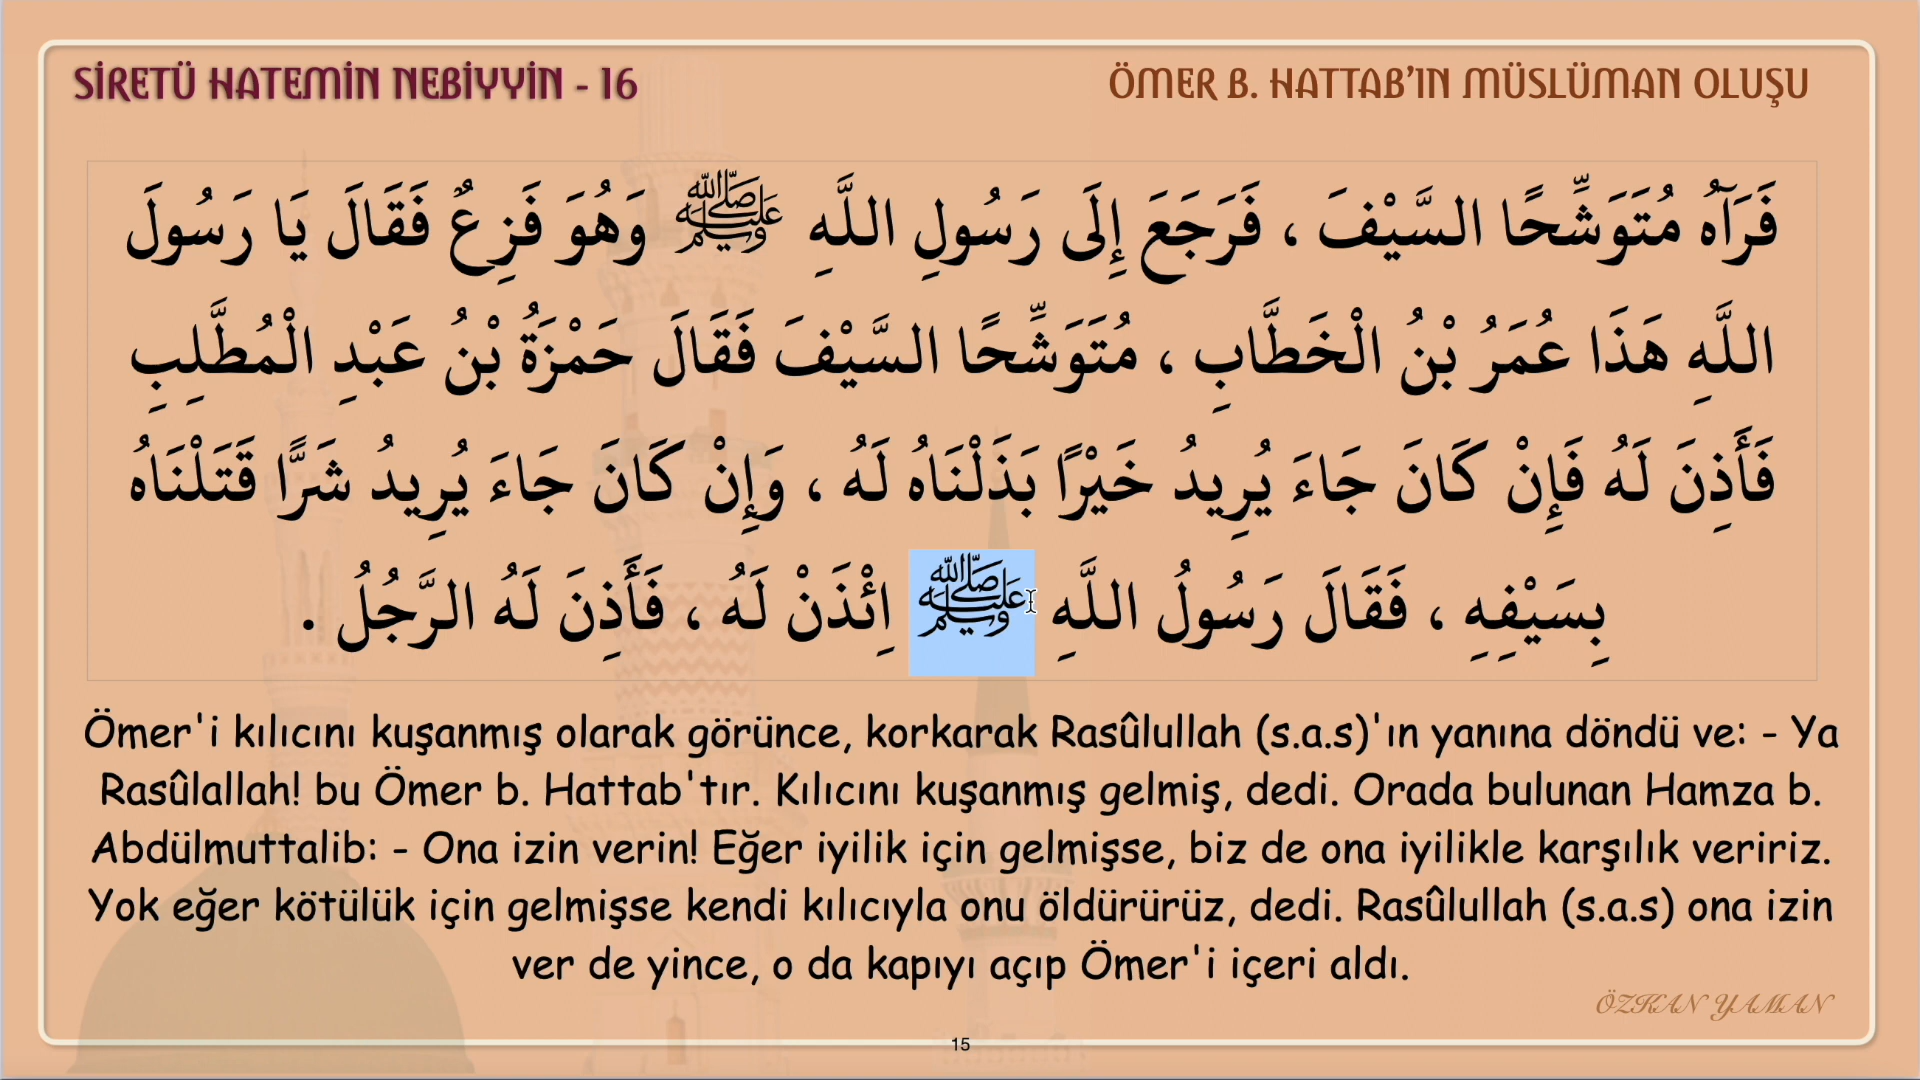 SİRETÜ HATEMİN NEBİYYİN - 16
ÖMER B. HATTAB'IN MÜSLÜMAN OLUŞU
فَرَآهُ مُتَوَشِّحًا السَّيْفَ ، فَرَجَعَ إِلَى رَسُولِ اللَّهِ ﷺ وَهُوَ فَزِعٌ فَقَالَ يَا رَسُولَ
اللَّهِ هَذَا عُمَرُ بْنُ الْخَطَّابِ ، مُتَوَشِّحًا السَّيْفَ فَقَالَ حَمْزَةُ بْنُ عَبْدِ الْمُطَّلِبِ
فَأَذِنَ لَهُ فَإِنْ كَانَ جَاءَ يُرِيدُ خَيْرًا بَذَلْنَاهُ لَهُ ، وَإِنْ كَانَ جَاءَ يُرِيدُ شَرًّا قَتَلْنَاهُ
بِسَيْفِهِ ، فَقَالَ رَسُولُ اللَّهِ ﷺ اِئْذَنْ لَهُ ، فَأَذِنَ لَهُ الرَّجُلُ .
Ömer'i kılıcını kuşanmış olarak görünce, korkarak Rasûlullah (s.a.s)'ın yanına döndü ve: - Ya
Rasûlallah! bu Ömer b. Hattab'tır. Kılıcını kuşanmış gelmiş, dedi. Orada bulunan Hamza b.
Abdülmuttalib: - Ona izin verin! Eğer iyilik için gelmişse, biz de ona iyilikle karşılık veririz.
Yok eğer kötülük için gelmişse kendi kılıcıyla onu öldürürüz, dedi. Rasûlullah (s.a.s) ona izin
ver de yince, o da kapıyı açıp Ömer'i içeri aldı.
ÖZKAN YAMAN
15